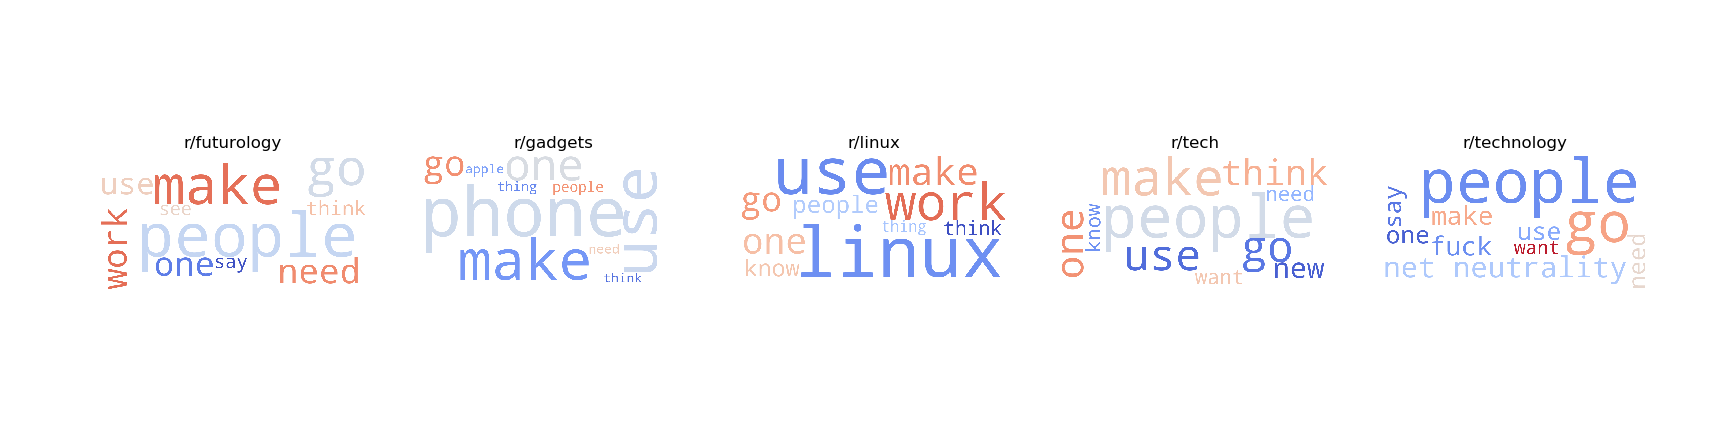 r/futurology
go
make
use
see
think
people
work
one
say
need
r/gadgets
go
apple
one
thing
people
use
phone
make
need
think
r/linux
use
make
go
people
work
thing
think
one
linux
know
r/tech
make
think
need
people
know
one
use
go
new
want
r/technology
people
say
make
go
one
fuck
use
want
need
net neutrality